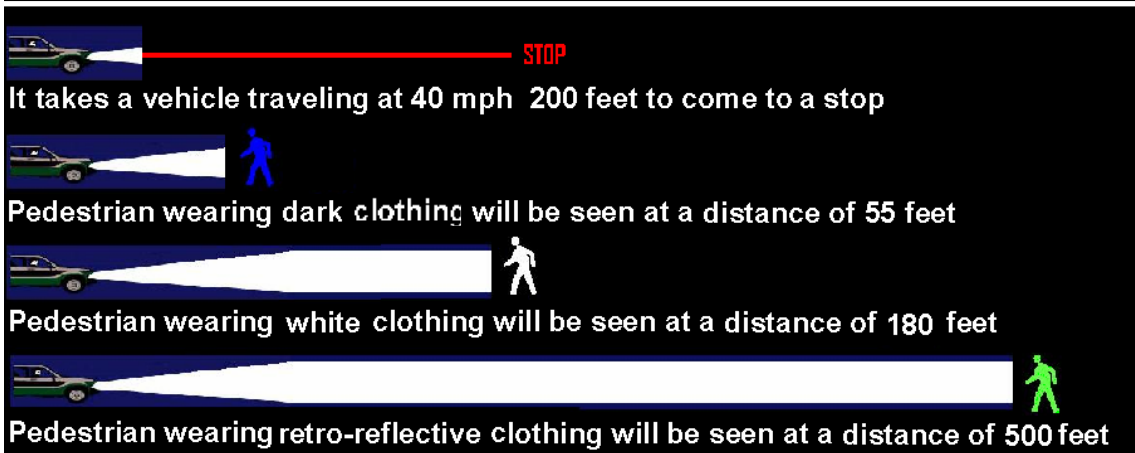 STOP
It takes a vehicle traveling at 40 mph 200 feet to come to a stop
Pedestrian wearing dark clothing will be seen at a distance of 55 feet
Pedestrian wearing white clothing will be seen at a distance of 180 feet
Pedestrian wearing retro-reflective clothing will be seen at a distance of 500 feet